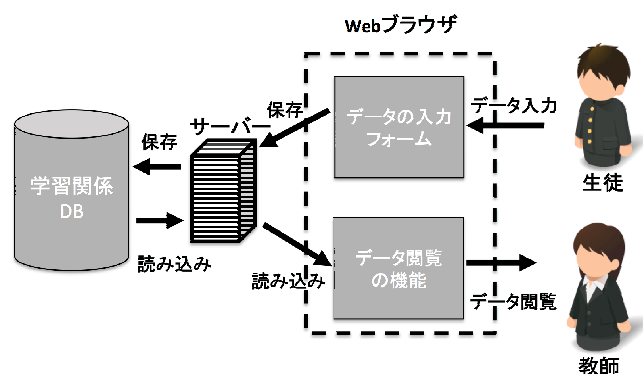 Webブラウザ
データの入力
フォーム
データ入力
保存
サーバー
保存
学習関係
DB
読み込み
読み込み
データ閲覧
の機能
データ閲覧
生徒
教師